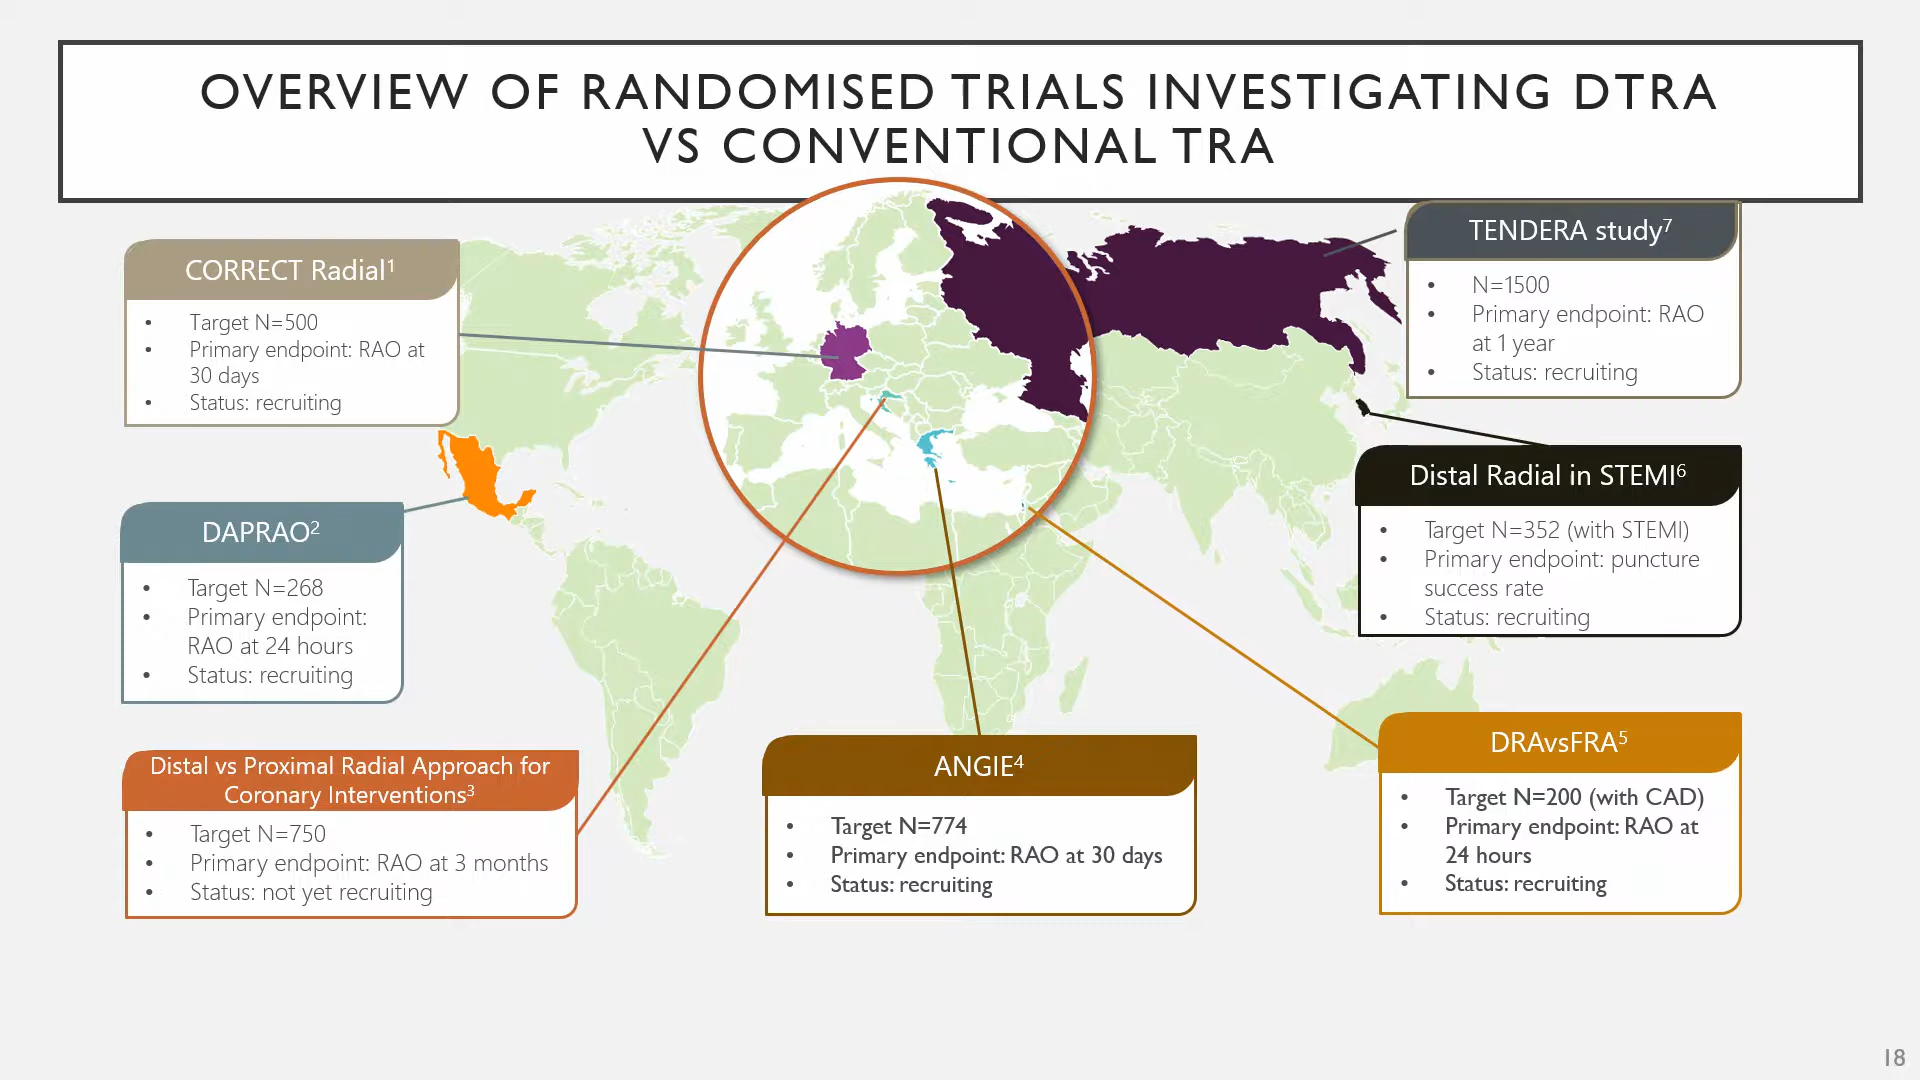 OVERVIEW OF RANDOMISED TRIALS INVESTIGATING DTRA
VS CONVENTIONAL TRA
CORRECT Radial¹
• Target N=500
• Primary endpoint: RAO at
30 days
• Status: recruiting
DAPRAO²
• Target N=268
• Primary endpoint:
RAO at 24 hours
• Status: recruiting
Distal vs Proximal Radial Approach for
Coronary Interventions³
• Target N=750
• Primary endpoint: RAO at 3 months
• Status: not yet recruiting
ANGIE⁴
• Target N=774
• Primary endpoint: RAO at 30 days
• Status: recruiting
DRAvsFRA⁵
• Target N=200 (with CAD)
• Primary endpoint: RAO at
24 hours
• Status: recruiting
Distal Radial in STEMI⁶
• Target N=352 (with STEMI)
• Primary endpoint: puncture
success rate
• Status: recruiting
TENDERA study⁷
• N=1500
• Primary endpoint: RAO
at 1 year
• Status: recruiting
18